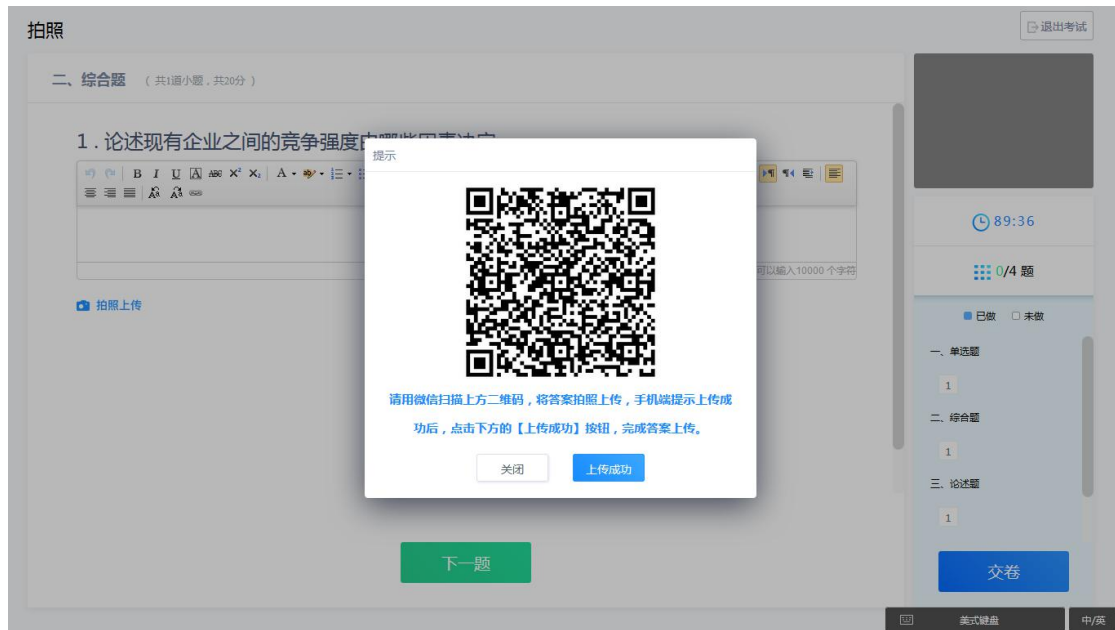 拍照
退出考试
二、综合题 （ 共1道小题 , 共20分 ）
1 . 论述现有企业之间的竞争强度由哪些因素决定
提示
可以输入10000 个字符
拍照上传
请用微信扫描上方二维码 , 将答案拍照上传 , 手机端提示上传成
功后 , 点击下方的【上传成功】按钮 , 完成答案上传。
关闭
上传成功
下一题
89:36
0/4 题
已做 未做
一、单选题
1
二、综合题
1
三、论述题
1
交卷
美式键盘
中/英